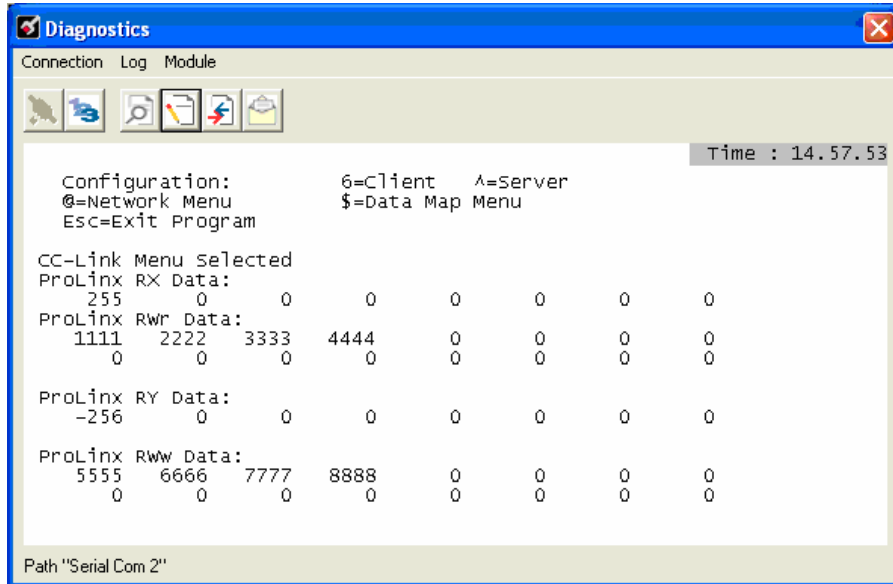 Diagnostics
Connection Log Module
Time : 14.57.53
Configuration: 6=Client ^=Server
@=Network Menu $=Data Map Menu
Esc=Exit Program
CC-Link Menu Selected
ProLinx RX Data:
255 0 0 0 0 0 0 0
ProLinx RWr Data:
1111 2222 3333 4444 0 0 0 0
0 0 0 0 0 0 0 0
ProLinx RY Data:
-256 0 0 0 0 0 0 0
ProLinx RWw Data:
5555 6666 7777 8888 0 0 0 0
0 0 0 0 0 0 0 0
Path "Serial Com 2"